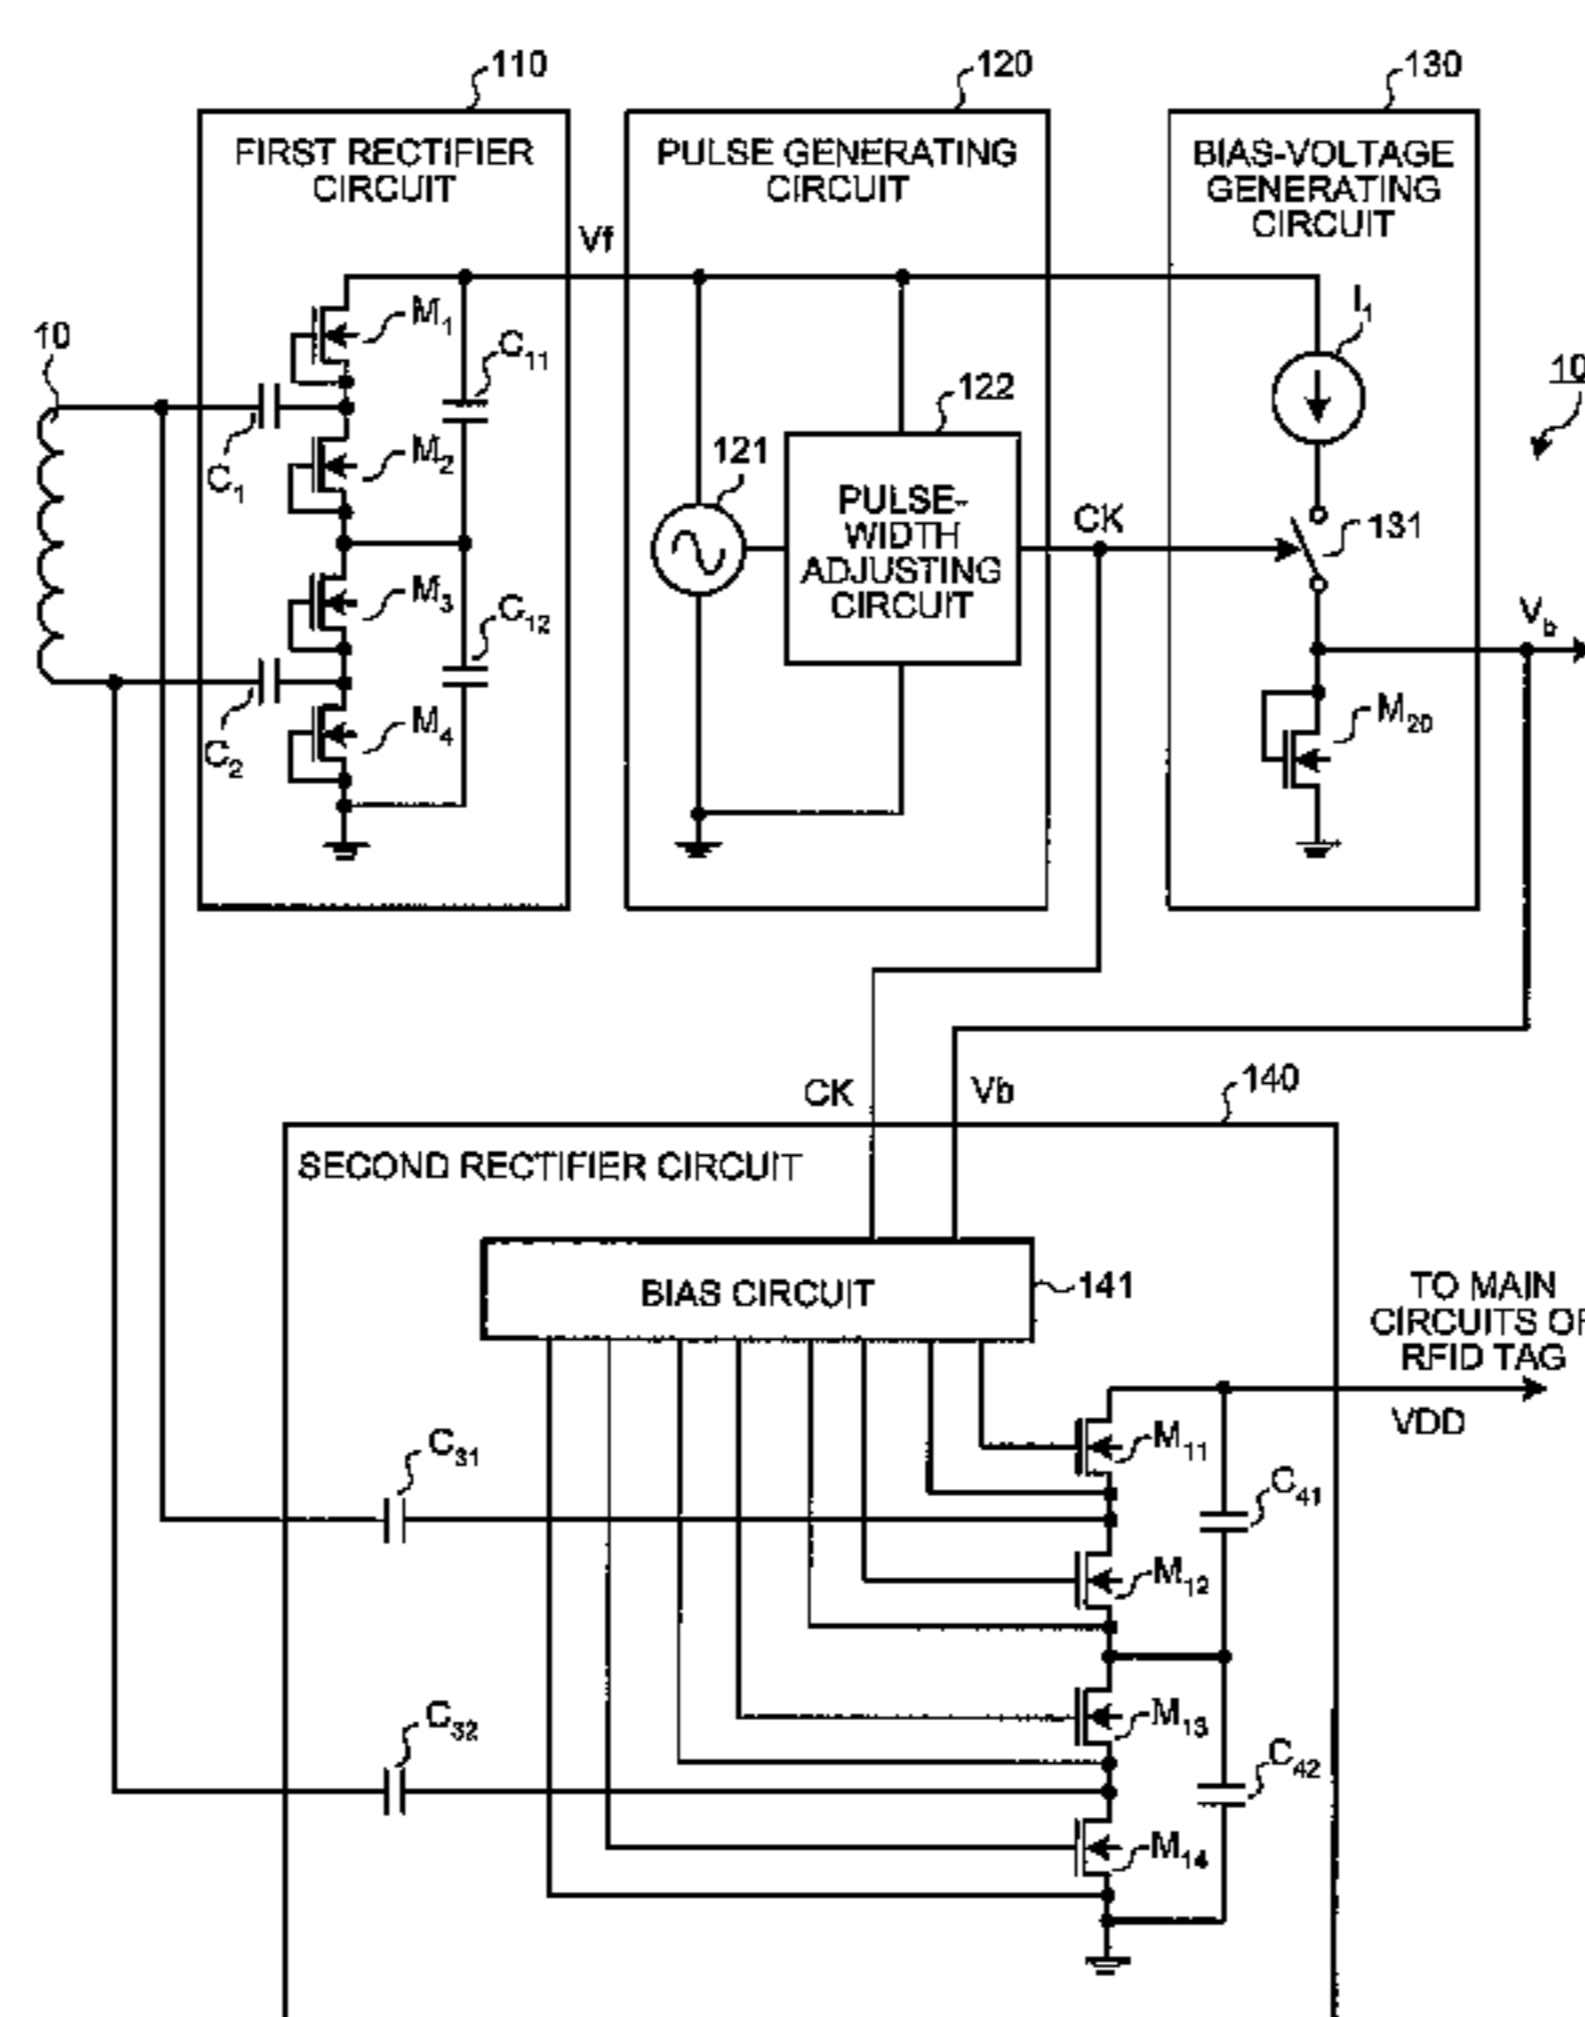 110
120
130
FIRST RECTIFIER
CIRCUIT
PULSE GENERATING
CIRCUIT
BIAS-VOLTAGE
GENERATING
CIRCUIT
Vf
10
M1
C11
I1
10
122
121
C1
M2
PULSE-
WIDTH
ADJUSTING
CIRCUIT
CK
131
M3
C12
Vb
C2
M4
M20
CK
Vb
140
SECOND RECTIFIER CIRCUIT
BIAS CIRCUIT
141
TO MAIN
CIRCUITS OF
RFID TAG
VDD
C31
M11
C41
M12
C32
M13
C42
M14